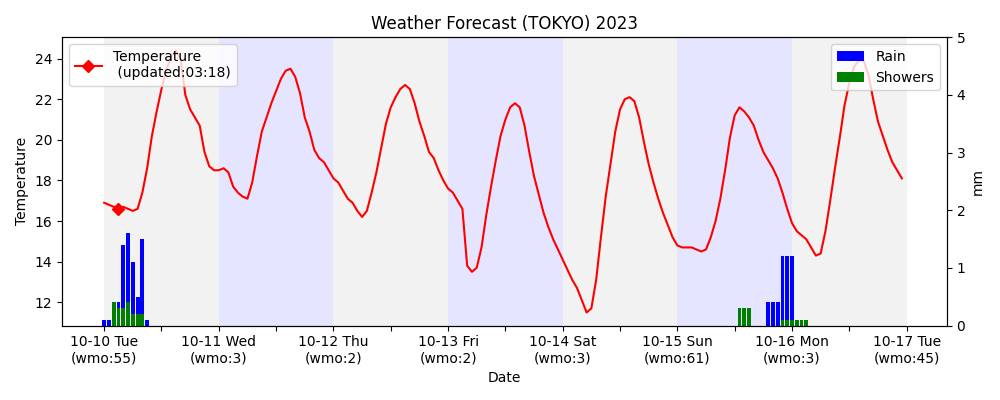 Weather Forecast (TOKYO) 2023
Temperature
(updated:03:18)
Rain
Showers
Temperature
24
22
20
18
16
14
12
5
4
3
2
1
0
mm
10-10 Tue
(wmo:55)
10-11 Wed
(wmo:3)
10-12 Thu
(wmo:2)
10-13 Fri
(wmo:2)
10-14 Sat
(wmo:3)
10-15 Sun
(wmo:61)
10-16 Mon
(wmo:3)
10-17 Tue
(wmo:45)
Date